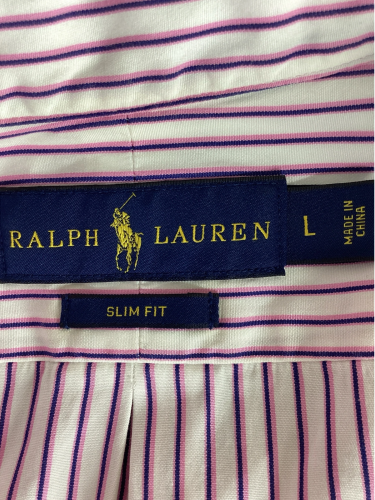 RALPH LAUREN
L
MADE IN
CHINA
SLIM FIT